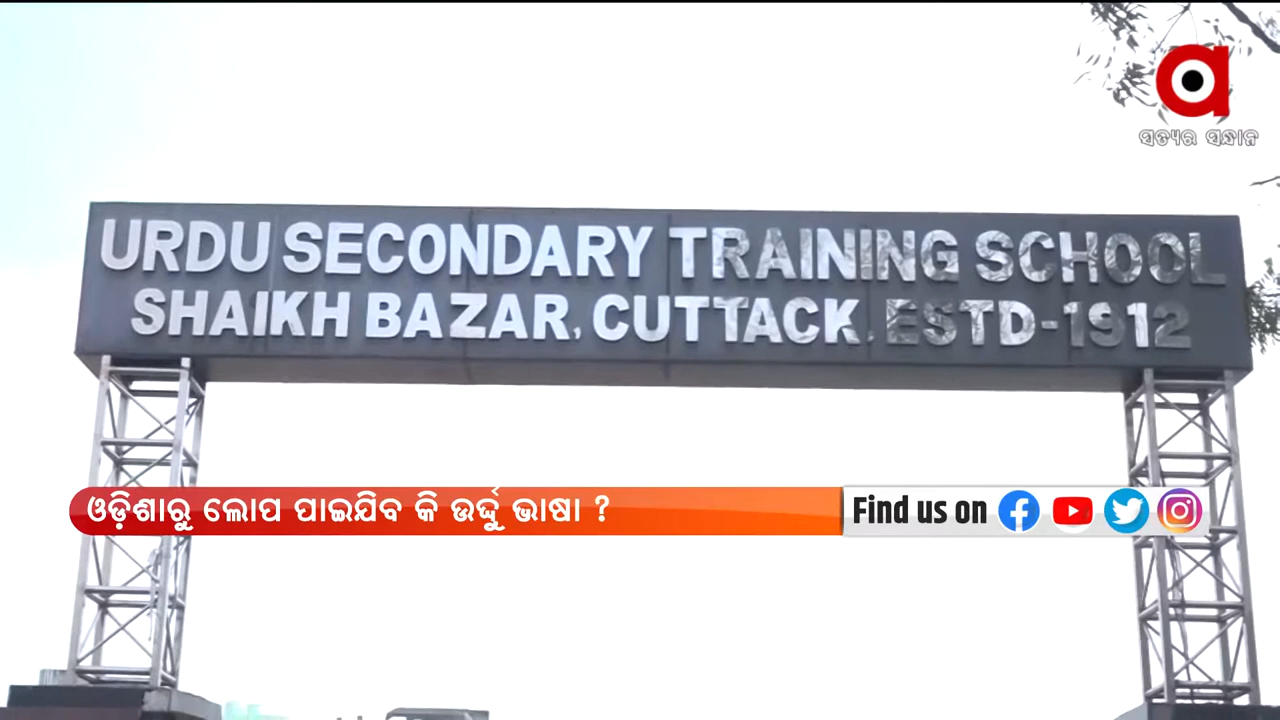 ସତ୍ୟର ସନ୍ଧାନ
URDU SECONDARY TRAINING SCHOOL
SHAIKH BAZAR, CUTTACK, ESTD-1912
ଓଡ଼ିଶାରୁ ଲୋପ ପାଇଯିବ କି ଉର୍ଦ୍ଦୁ ଭାଷା ?
Find us on